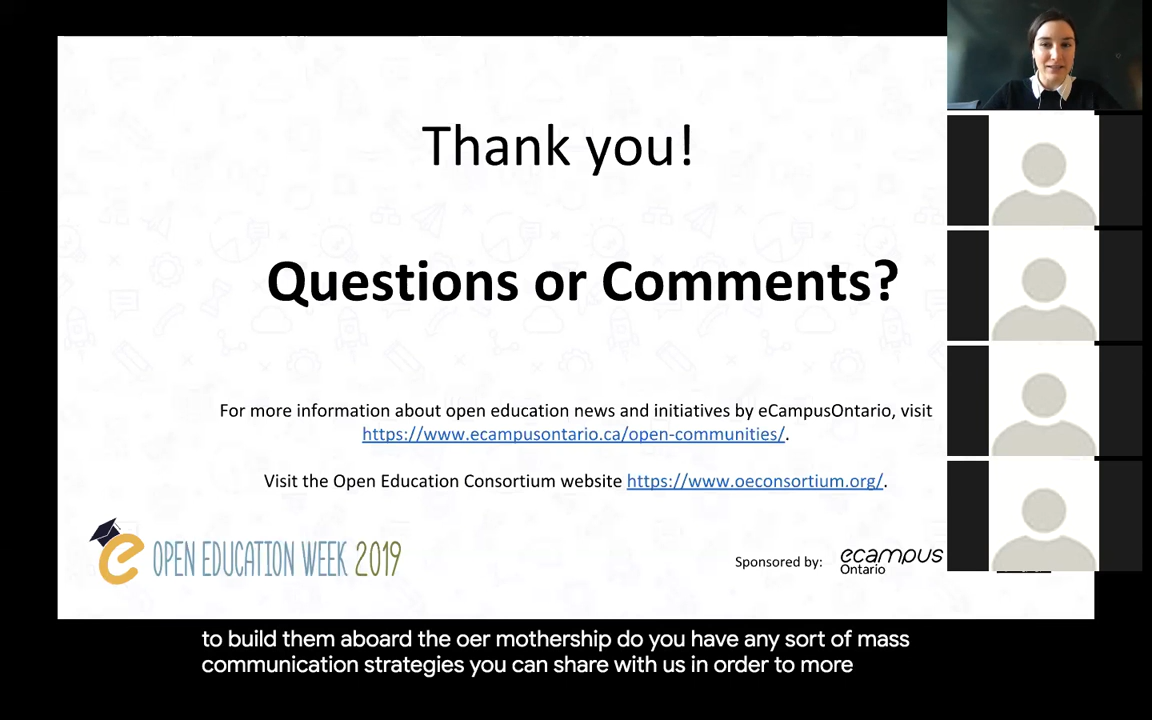 Thank you!
Questions or Comments?
For more information about open education news and initiatives by eCampusOntario, visit
https://www.ecampusontario.ca/open-communities/.
Visit the Open Education Consortium website https://www.oeconsortium.org/.
e OPEN EDUCATION WEEK 2019
Sponsored by: ecampus
Ontario
to build them aboard the oer mothership do you have any sort of mass
communication strategies you can share with us in order to more